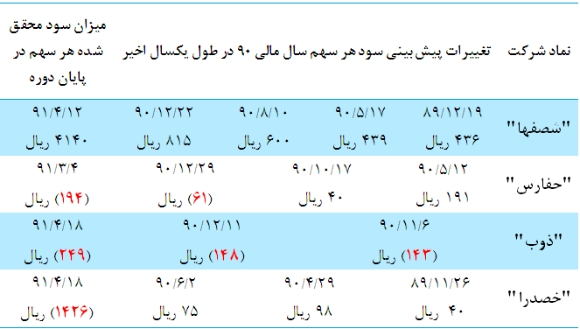 نماد شرکت	تغییرات پیش بینی سود هر سهم سال مالی ۹۰ در طول یکسال اخیر	میزان سود محقق شده هر سهم در پایان دوره
"شصفها"	۸۹/۱۲/۱۹	۹۰/۵/۱۷	۹۰/۸/۱۰	۹۰/۱۲/۲۲	۹۱/۴/۱۲
۴۳۶ ریال	۴۳۹ ریال	۶۰۰ ریال	۸۱۵ ریال	۴۱۴۰ ریال
"حفارس"	۹۰/۵/۱۲	۹۰/۱۰/۱۷	۹۰/۱۲/۲۹	۹۱/۳/۴
۱۹۱ ریال	۴۰ ریال	(۶۱) ریال	(۱۹۴) ریال
"ذوب"	۹۰/۱۱/۶	۹۰/۱۲/۱۱	۹۱/۴/۱۸
(۱۴۳) ریال	(۱۴۸) ریال	(۲۴۹) ریال
"خصدرا"	۸۹/۱۱/۲۶	۹۰/۴/۲۹	۹۰/۶/۲	۹۱/۴/۱۸
۴۰ ریال	۹۸ ریال	۷۵ ریال	(۱۴۲۶) ریال